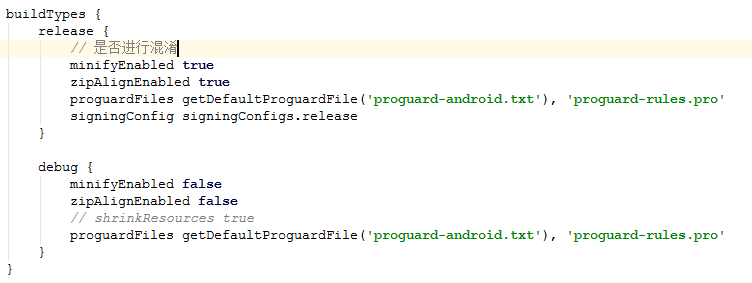 buildTypes {
    release {
        // 是否进行混淆
        minifyEnabled true
        zipAlignEnabled true
        proguardFiles getDefaultProguardFile('proguard-android.txt'), 'proguard-rules.pro'
        signingConfig signingConfigs.release
    }

    debug {
        minifyEnabled false
        zipAlignEnabled false
        // shrinkResources true
        proguardFiles getDefaultProguardFile('proguard-android.txt'), 'proguard-rules.pro'
    }
}